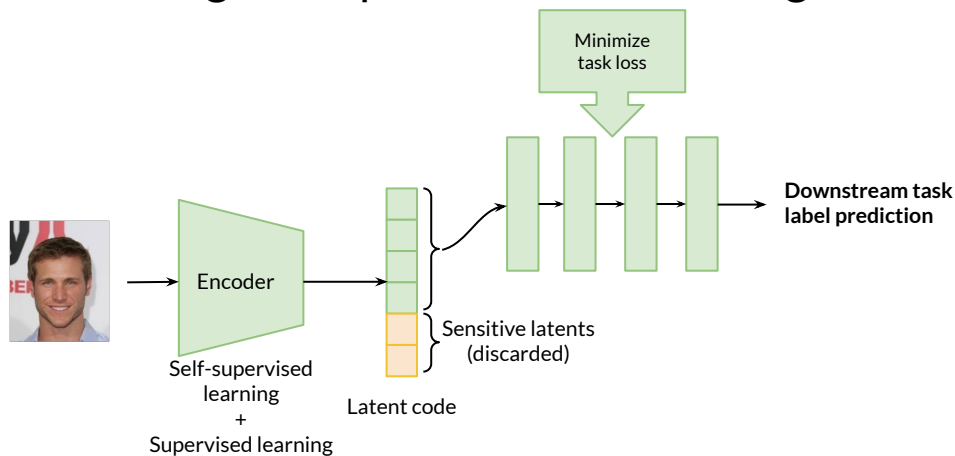 Minimize
task loss
Downstream task
label prediction
Encoder
Sensitive latents
(discarded)
Self-supervised
learning
+
Supervised learning
Latent code